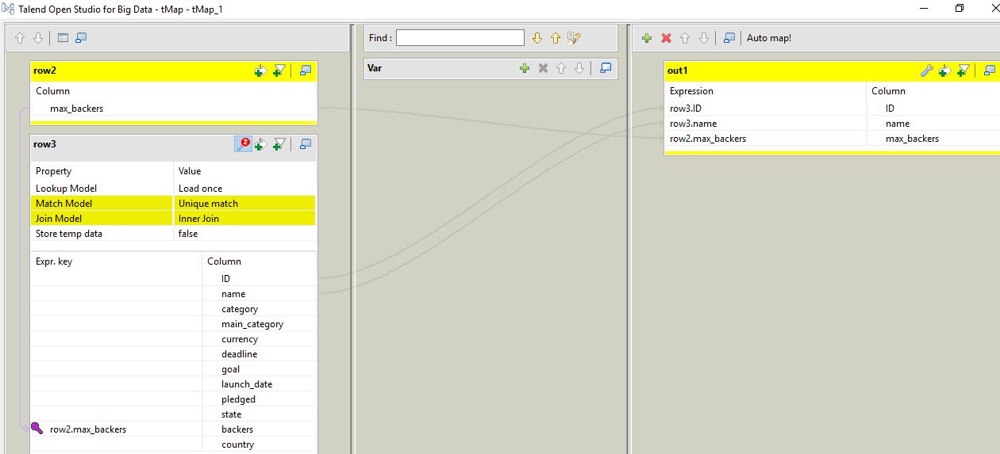 Talend Open Studio for Big Data - tMap - tMap_1
Find :
Auto map!
row2
Column
max_backers
row3
2
Property Value
Lookup Model Load once
Match Model Unique match
Join Model Inner Join
Store temp data false
Expr. key Column
ID
name
category
main_category
currency
deadline
goal
launch_date
pledged
state
row2.max_backers backers
country
Var
out1
Expression Column
row3.ID ID
row3.name name
row2.max_backers max_backers